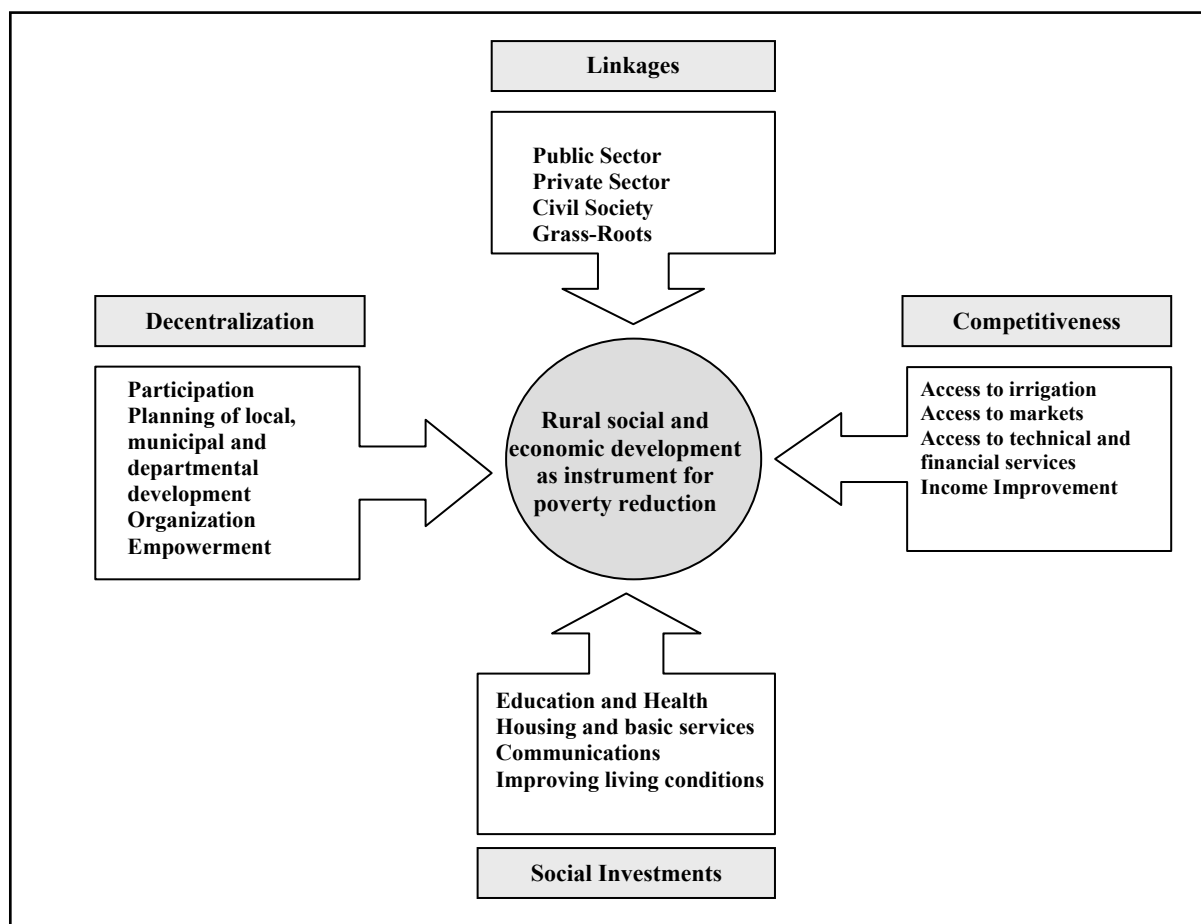 Linkages
Public Sector
Private Sector
Civil Society
Grass-Roots
Decentralization
Participation
Planning of local,
municipal and
departmental
development
Organization
Empowerment
Rural social and
economic development
as instrument for
poverty reduction
Competitiveness
Access to irrigation
Access to markets
Access to technical and
financial services
Income Improvement
Education and Health
Housing and basic services
Communications
Improving living conditions
Social Investments